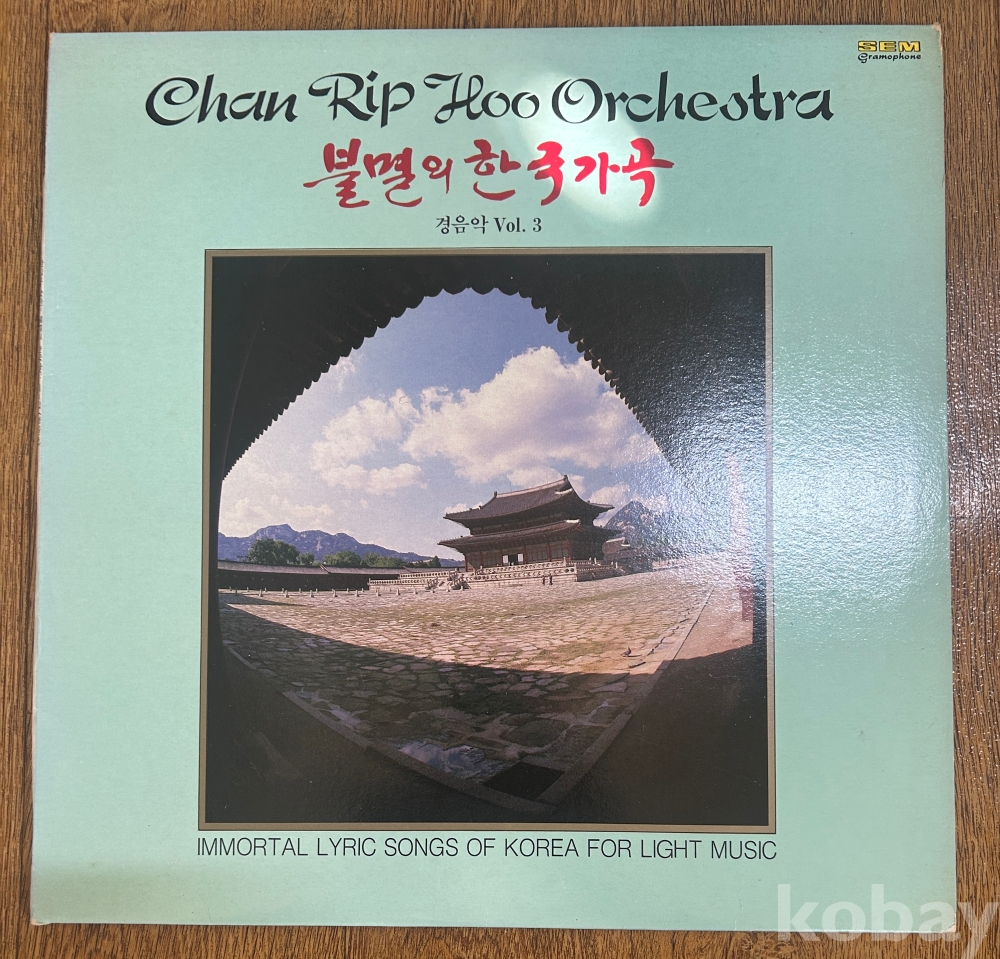 SEM
Gramophone
Chan Rip Hoo Orchestra
불멸의 한국가곡
경음악 Vol. 3
IMMORTAL LYRIC SONGS OF KOREA FOR LIGHT MUSIC
kobay